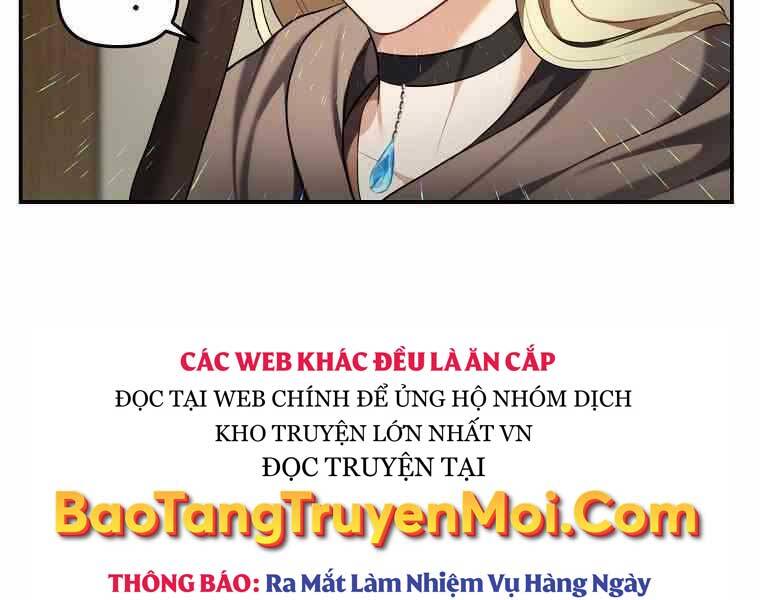 CÁC WEB KHÁC ĐỀU LÀ ĂN CẮP
ĐỌC TẠI WEB CHÍNH ĐỂ ỦNG HỘ NHÓM DỊCH
KHO TRUYỆN LỚN NHẤT VN
ĐỌC TRUYỆN TẠI
BaoTangTruyenMoi.Com
THÔNG BÁO: Ra Mắt Làm Nhiệm Vụ Hàng Ngày